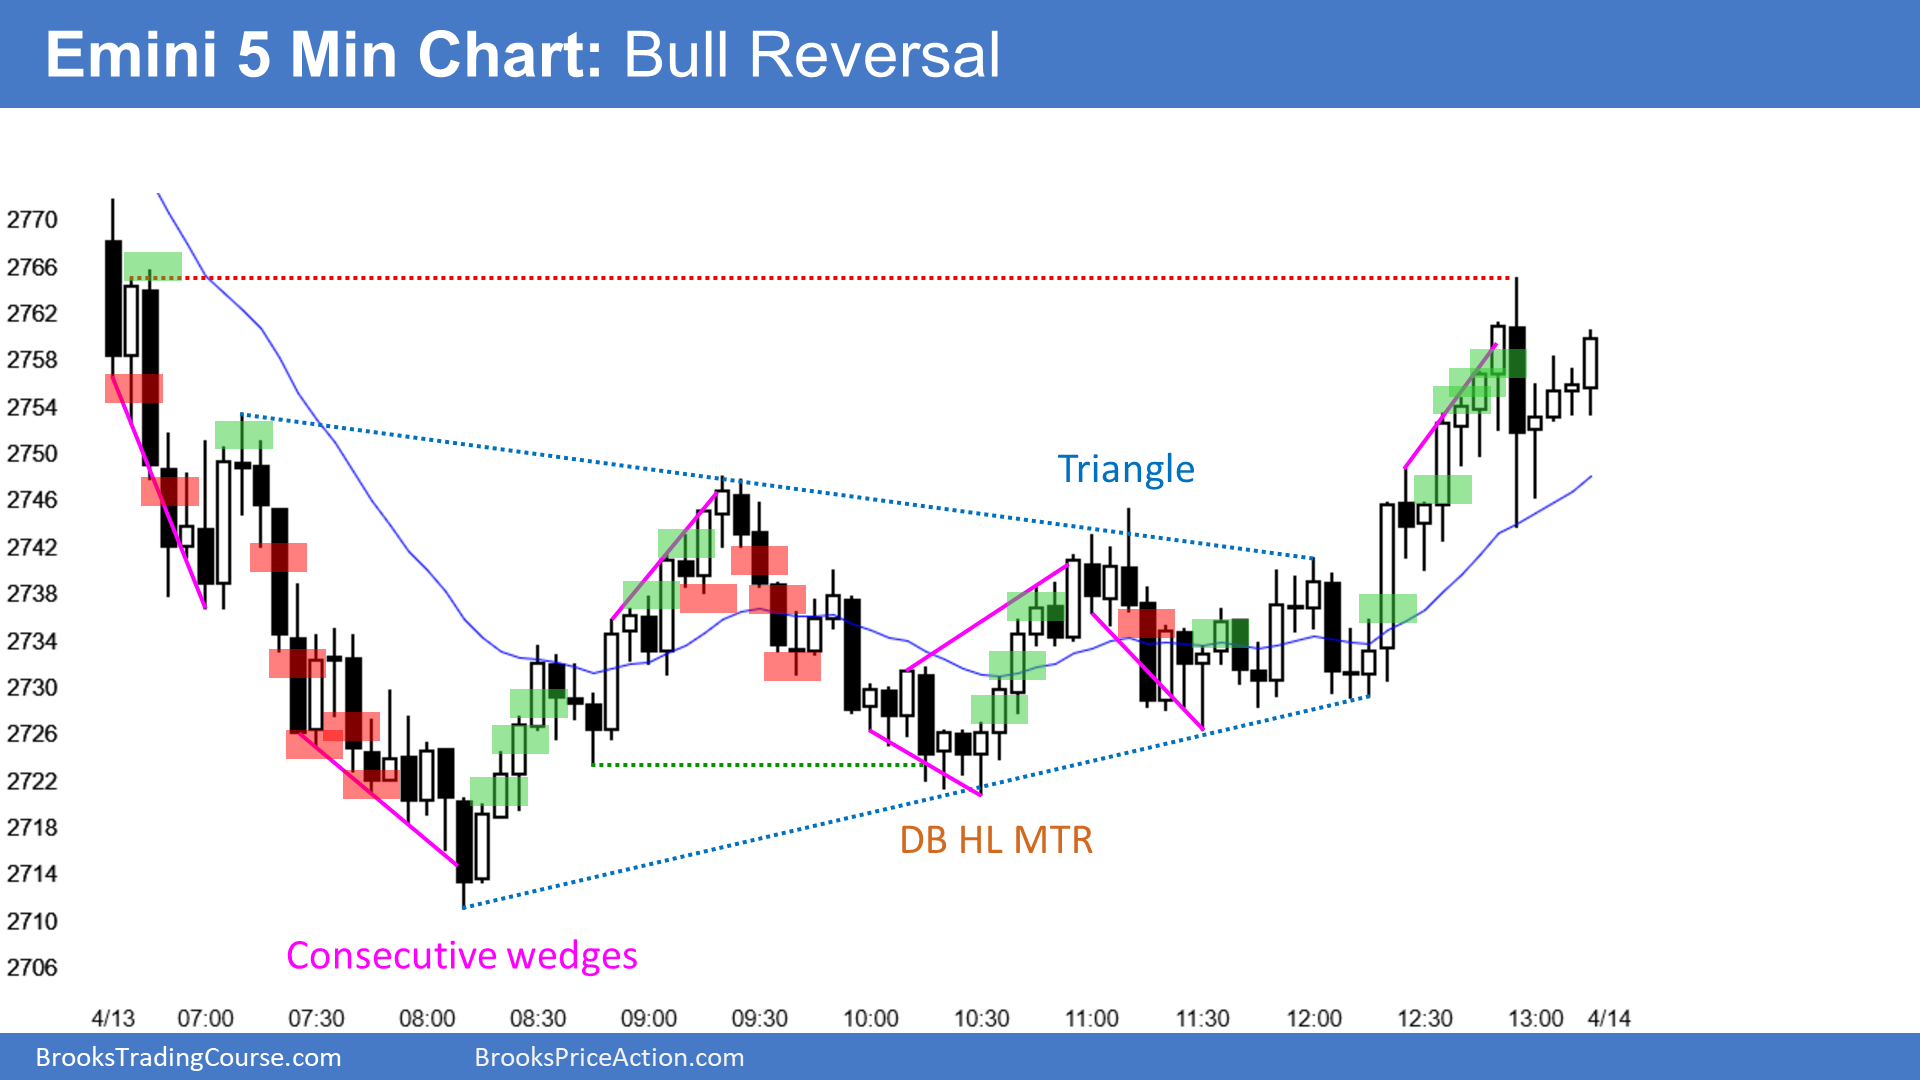 Emini 5 Min Chart: Bull Reversal
2770
2766
2762
2758
2754
2750
2746
2742
2738
2734
2730
2726
2722
2718
2714
2710
2706
Triangle
DB HL MTR
Consecutive wedges
4/13 07:00 07:30 08:00 08:30 09:00 09:30 10:00 10:30 11:00 11:30 12:00 12:30 13:00 4/14
BrooksTradingCourse.com BrooksPriceAction.com